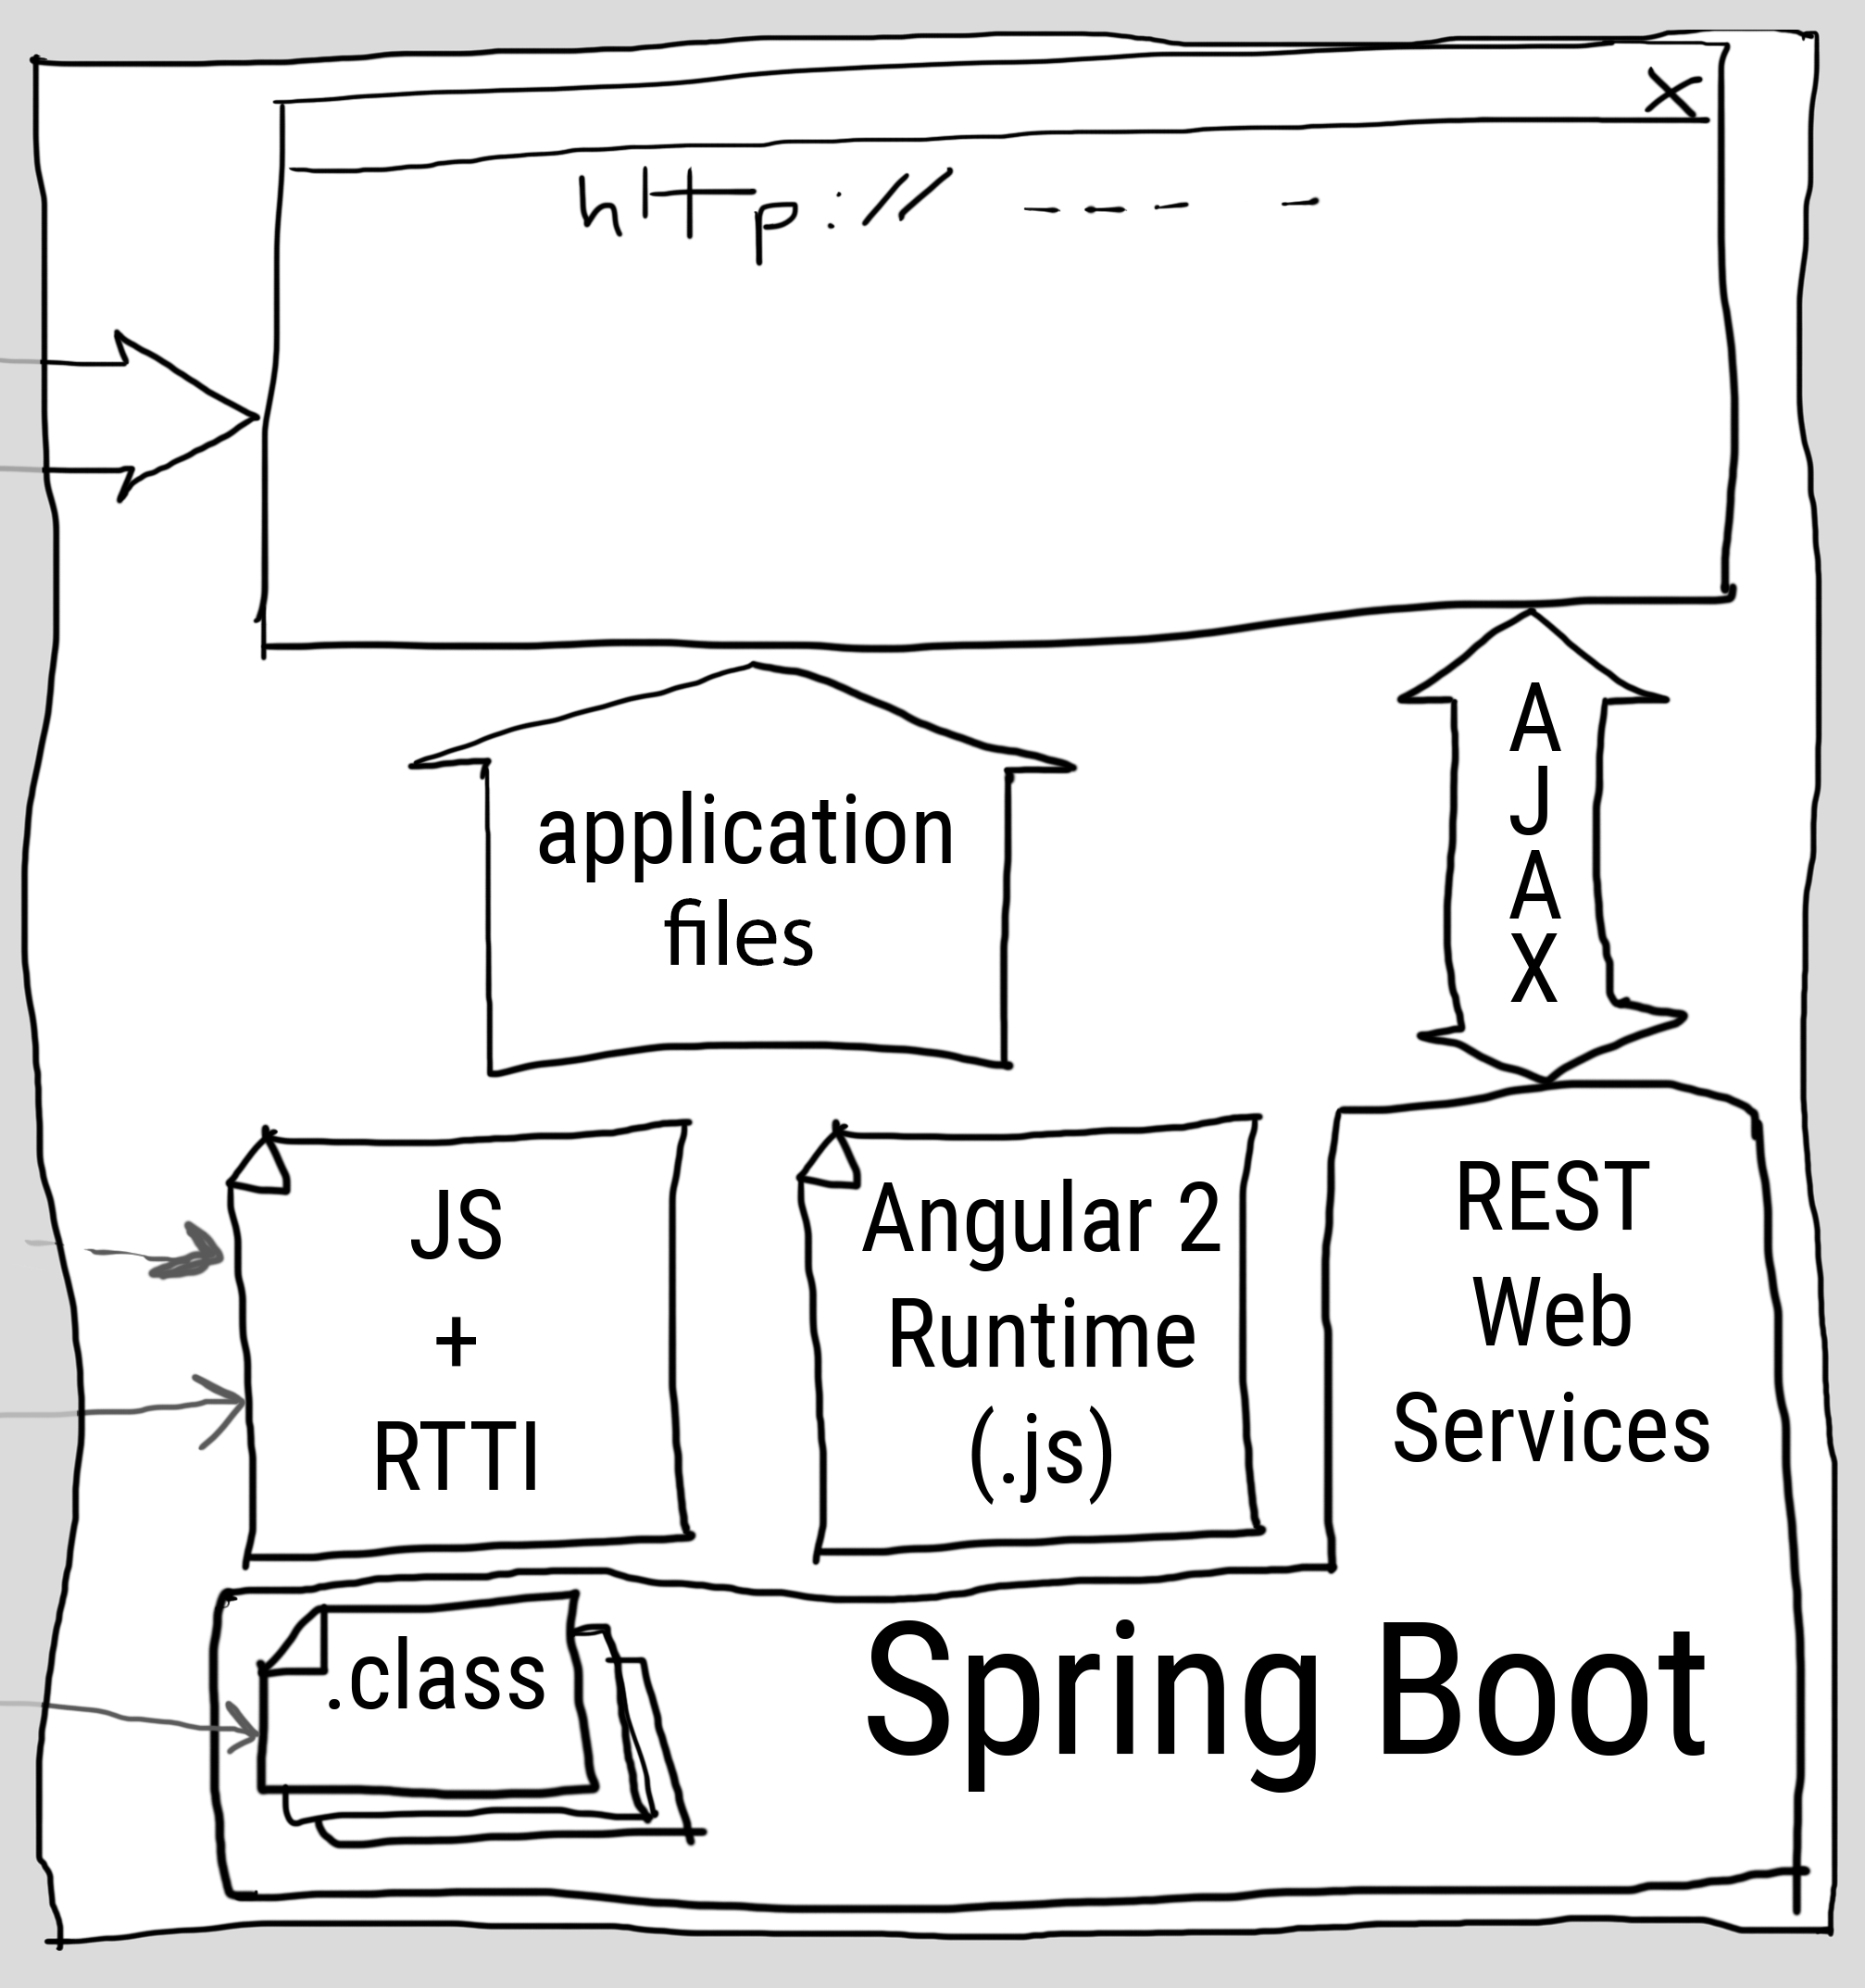 X
http:// ---- -
application
files
A
J
A
X
JS
+
RTTI
Angular 2
Runtime
(.js)
REST
Web
Services
.class
Spring Boot